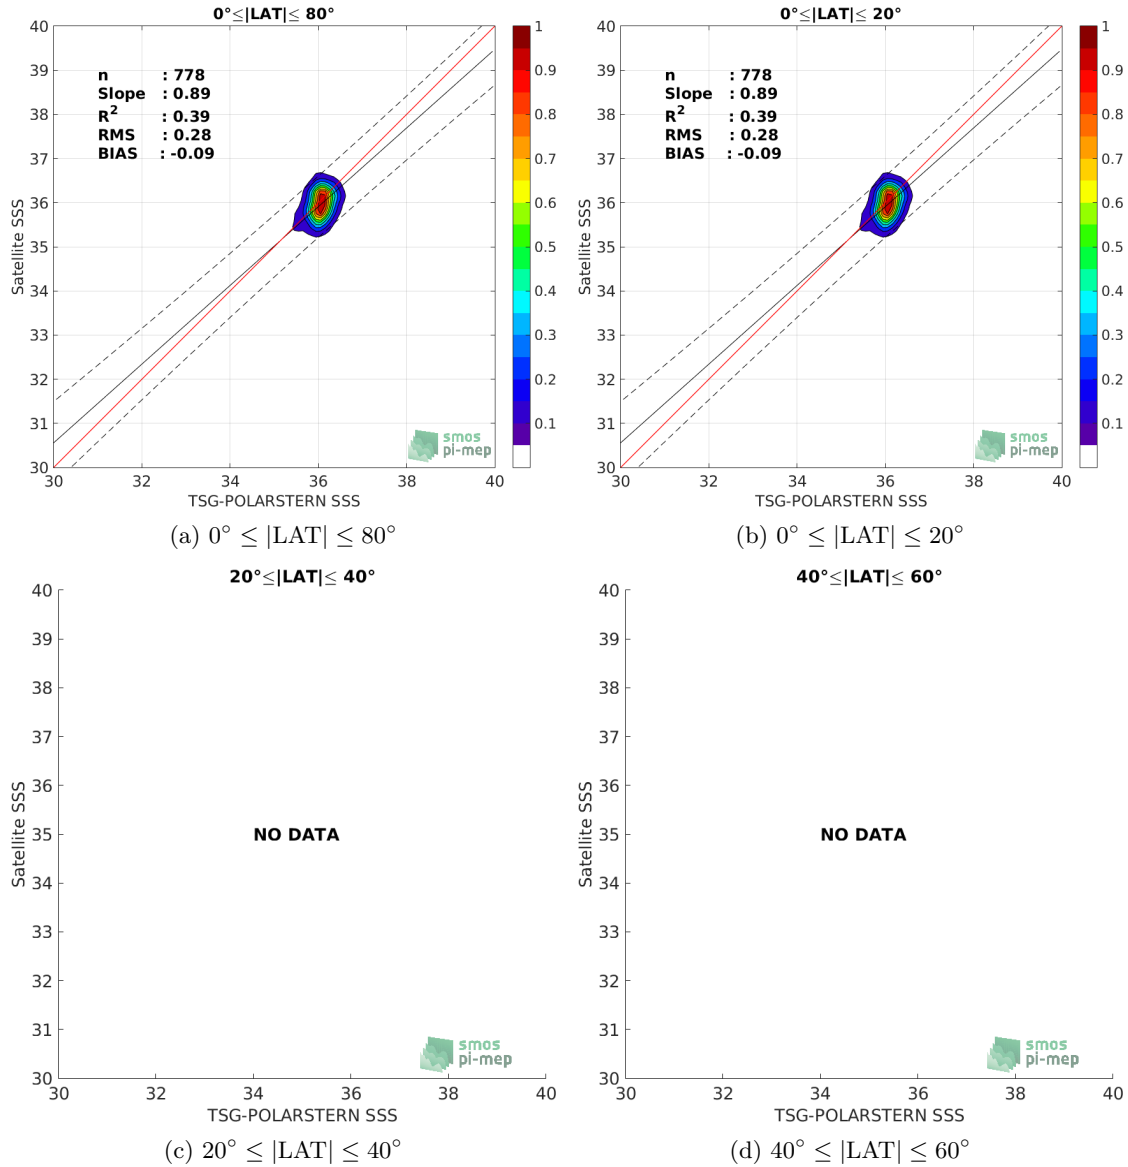 0°≤|LAT|≤ 80°
40
39
38
37
36
35
34
33
32
31
30
n : 778
Slope : 0.89
R² : 0.39
RMS : 0.28
BIAS : -0.09
Satellite SSS
30 32 34 36 38 40
TSG-POLARSTERN SSS
smos
pi-mep
1
0.9
0.8
0.7
0.6
0.5
0.4
0.3
0.2
0.1
(a) 0° ≤ |LAT| ≤ 80°
0°≤|LAT|≤ 20°
40
39
38
37
36
35
34
33
32
31
30
n : 778
Slope : 0.89
R² : 0.39
RMS : 0.28
BIAS : -0.09
Satellite SSS
30 32 34 36 38 40
TSG-POLARSTERN SSS
smos
pi-mep
1
0.9
0.8
0.7
0.6
0.5
0.4
0.3
0.2
0.1
(b) 0° ≤ |LAT| ≤ 20°
20°≤|LAT|≤ 40°
40
39
38
37
36
35
34
33
32
31
30
Satellite SSS
NO DATA
smos
pi-mep
30 32 34 36 38 40
TSG-POLARSTERN SSS
(c) 20° ≤ |LAT| ≤ 40°
40°≤|LAT|≤ 60°
40
39
38
37
36
35
34
33
32
31
30
Satellite SSS
NO DATA
smos
pi-mep
30 32 34 36 38 40
TSG-POLARSTERN SSS
(d) 40° ≤ |LAT| ≤ 60°